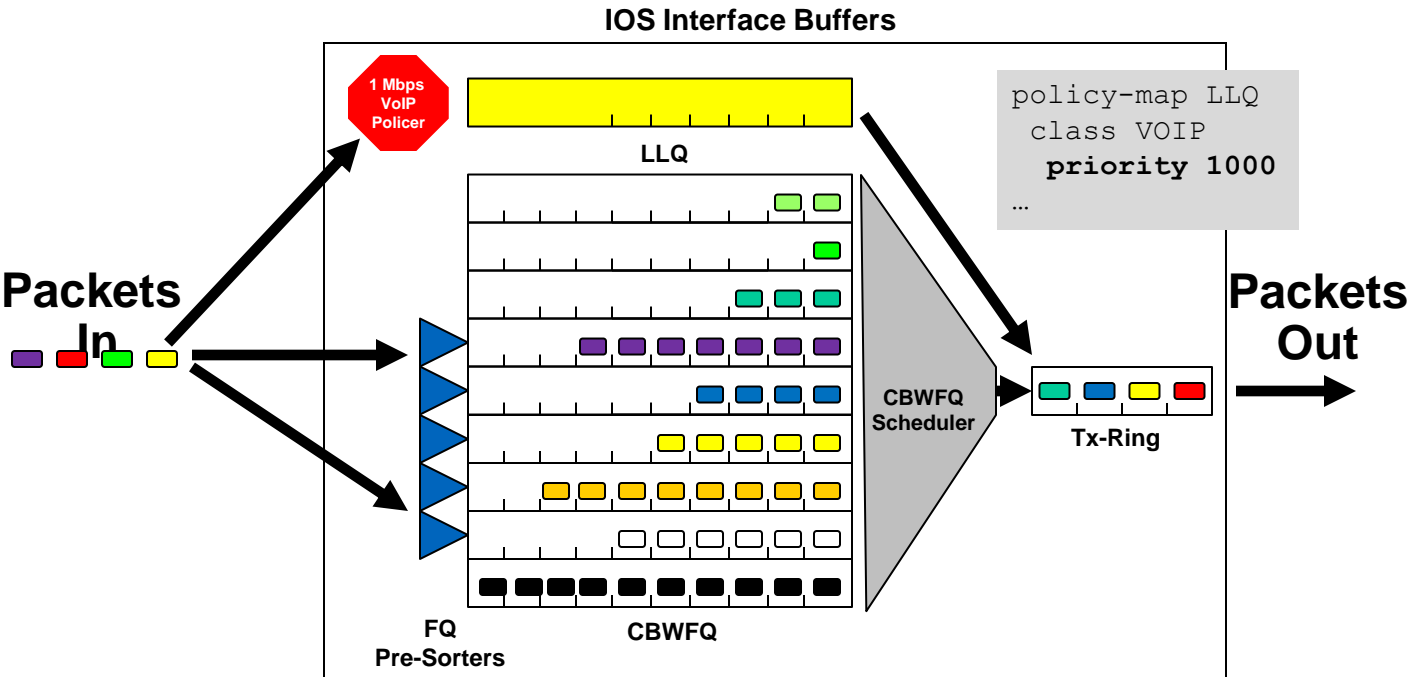 IOS Interface Buffers
1 Mbps
VoIP
Policer
LLQ
policy-map LLQ
class VOIP
priority 1000
…
Packets
In
CBWFQ
Scheduler
Tx-Ring
Packets
Out
FQ
Pre-Sorters
CBWFQ